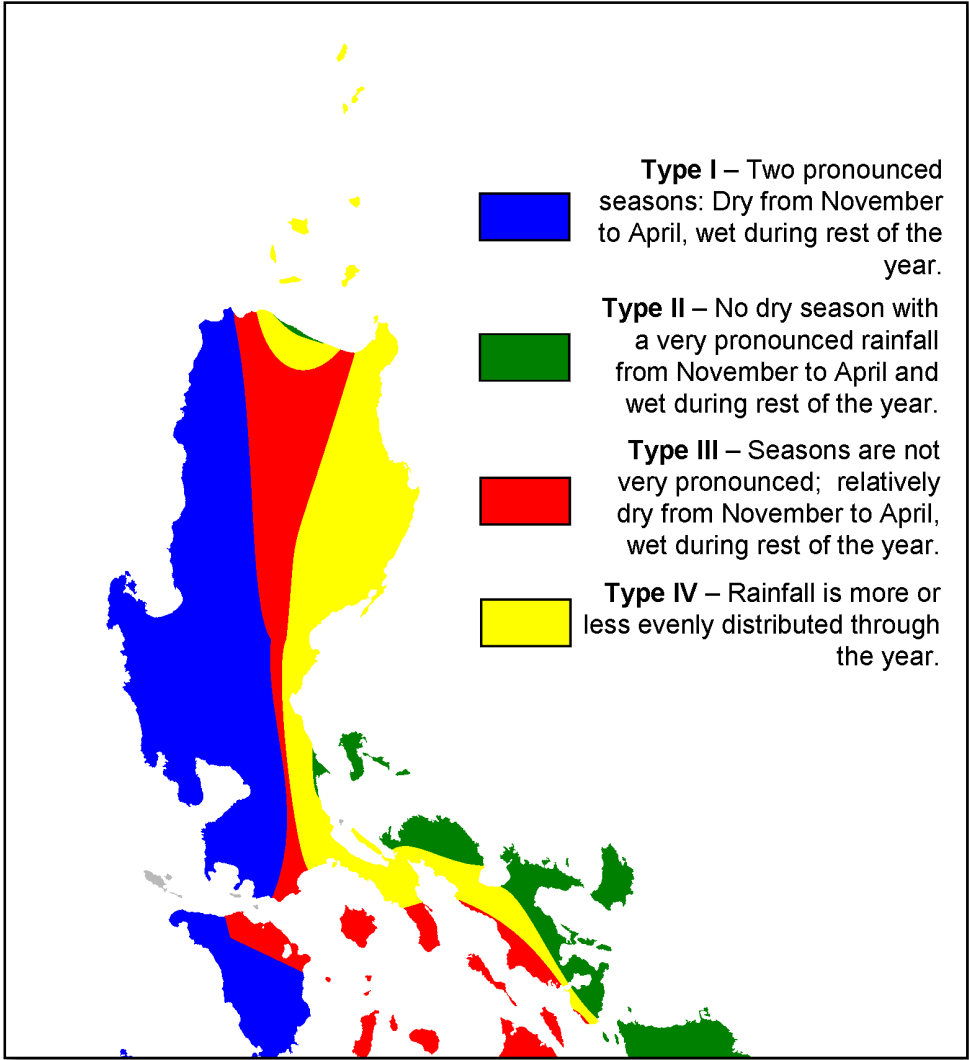 Type I – Two pronounced
seasons: Dry from November
to April, wet during rest of the
year.
Type II – No dry season with
a very pronounced rainfall
from November to April and
wet during rest of the year.
Type III – Seasons are not
very pronounced;  relatively
dry from November to April,
wet during rest of the year.
Type IV – Rainfall is more or
less evenly distributed through
the year.